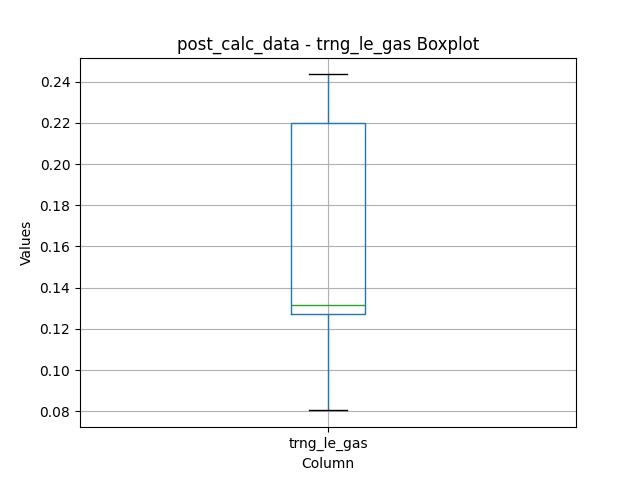 post_calc_data - trng_le_gas Boxplot
0.24
0.22
0.20
0.18
0.16
0.14
0.12
0.10
0.08
Values
trng_le_gas
Column